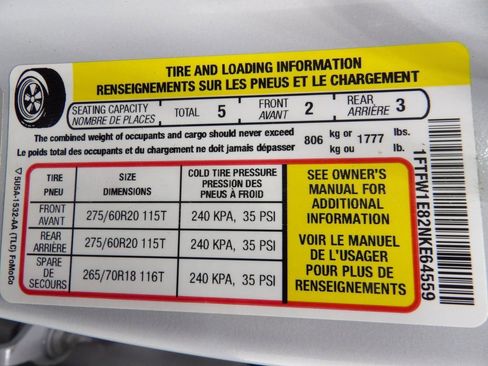 TIRE AND LOADING INFORMATION
RENSEIGNEMENTS SUR LES PNEUS ET LE CHARGEMENT
SEATING CAPACITY
NOMBRE DE PLACES
TOTAL 5
FRONT
AVANT
2
REAR
ARRIÈRE
3
The combined weight of occupants and cargo should never exceed
Le poids total des occupants et du chargement ne doit jamais dépasser
806 kg or 1777 lbs.
ou lb.
TIRE
PNEU
SIZE
DIMENSIONS
COLD TIRE PRESSURE
PRESSION DES
PNEUS À FROID
FRONT
AVANT
275/60R20 115T
240 KPA, 35 PSI
REAR
ARRIÈRE
275/60R20 115T
240 KPA, 35 PSI
SPARE
DE SECOURS
265/70R18 116T
240 KPA, 35 PSI
SEE OWNER'S
MANUAL FOR
ADDITIONAL
INFORMATION
VOIR LE MANUEL
DE L'USAGER
POUR PLUS DE
RENSEIGNEMENTS
5U5A-1532-AA (TLC) FoMoCo
1FTFW1E82NKE64559